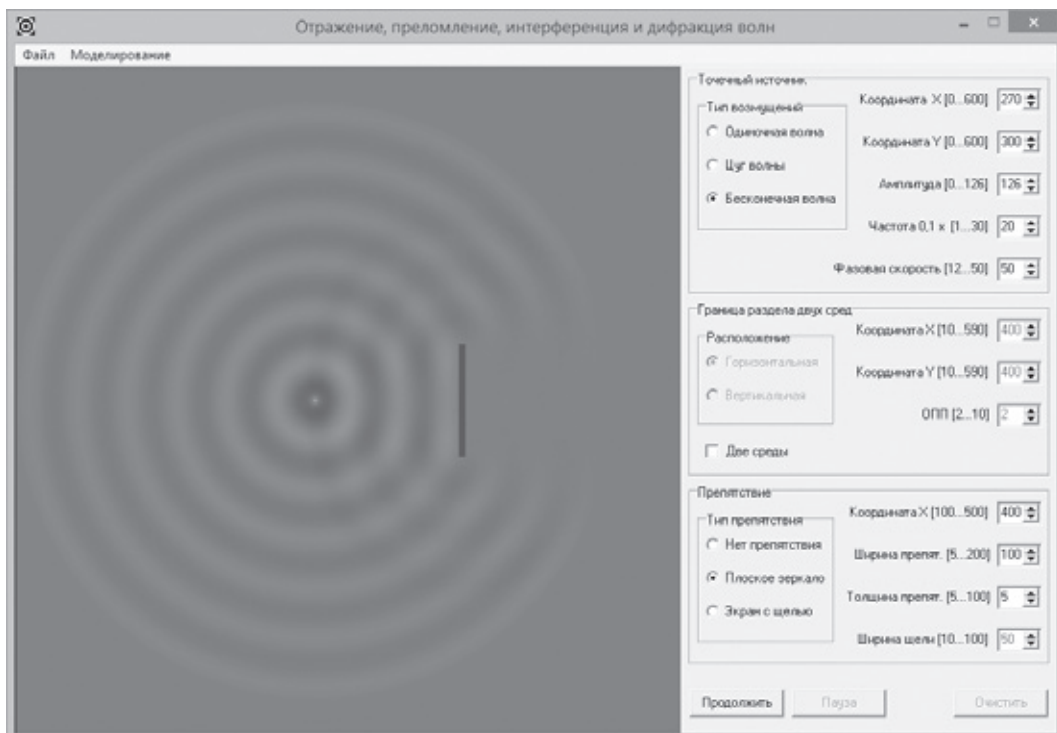 Отражение, преломление, интерференция и дифракция волн
Файл Моделирование
Точечный источник
Тип возмущений
Одиночная волна
Цуг волны
Бесконечная волна
Координата X [0...600] 270
Координата Y [0...600] 300
Амплитуда [0...126] 126
Частота 0,1 x [1...30] 20
Фазовая скорость [12...50] 50
Граница раздела двух сред
Расположение
Горизонтальная
Вертикальная
Две среды
Координата X [10...590] 400
Координата Y [10...590] 400
ОПП [2...10] 2
Препятствие
Тип препятствия
Нет препятствия
Плоское зеркало
Экран с щелью
Координата X [100...500] 400
Ширина препят. [5...200] 100
Толщина препят. [5...100] 5
Ширина щели [10...100] 50
Продолжить Пауза Очистить